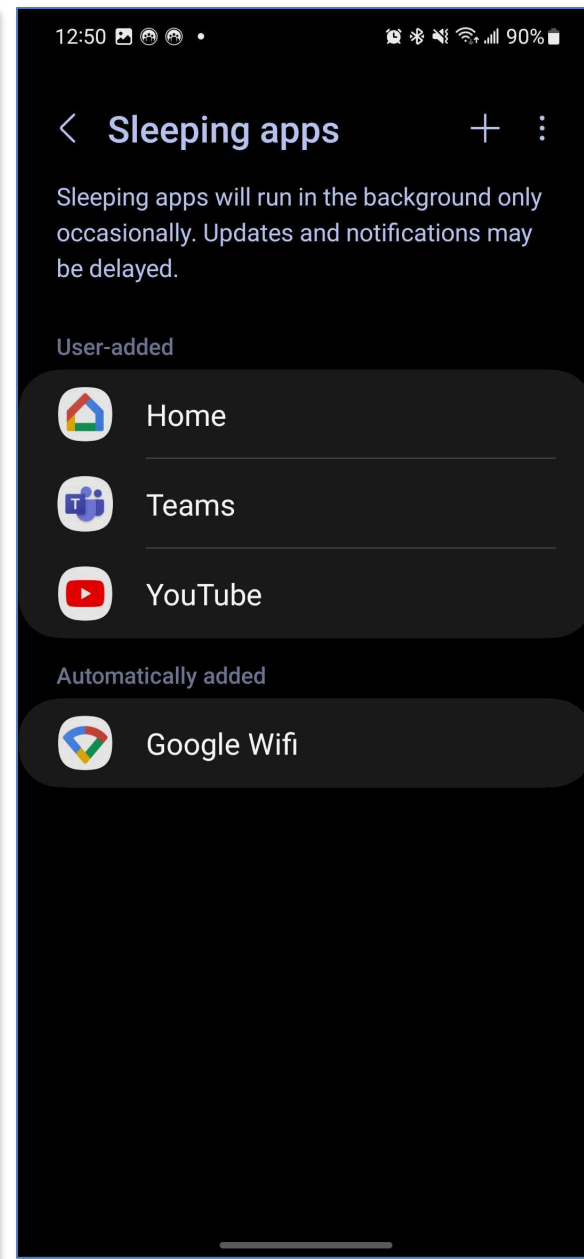 12:50
90%
Sleeping apps
Sleeping apps will run in the background only
occasionally. Updates and notifications may
be delayed.
User-added
Home
T
Teams
YouTube
Automatically added
Google Wifi